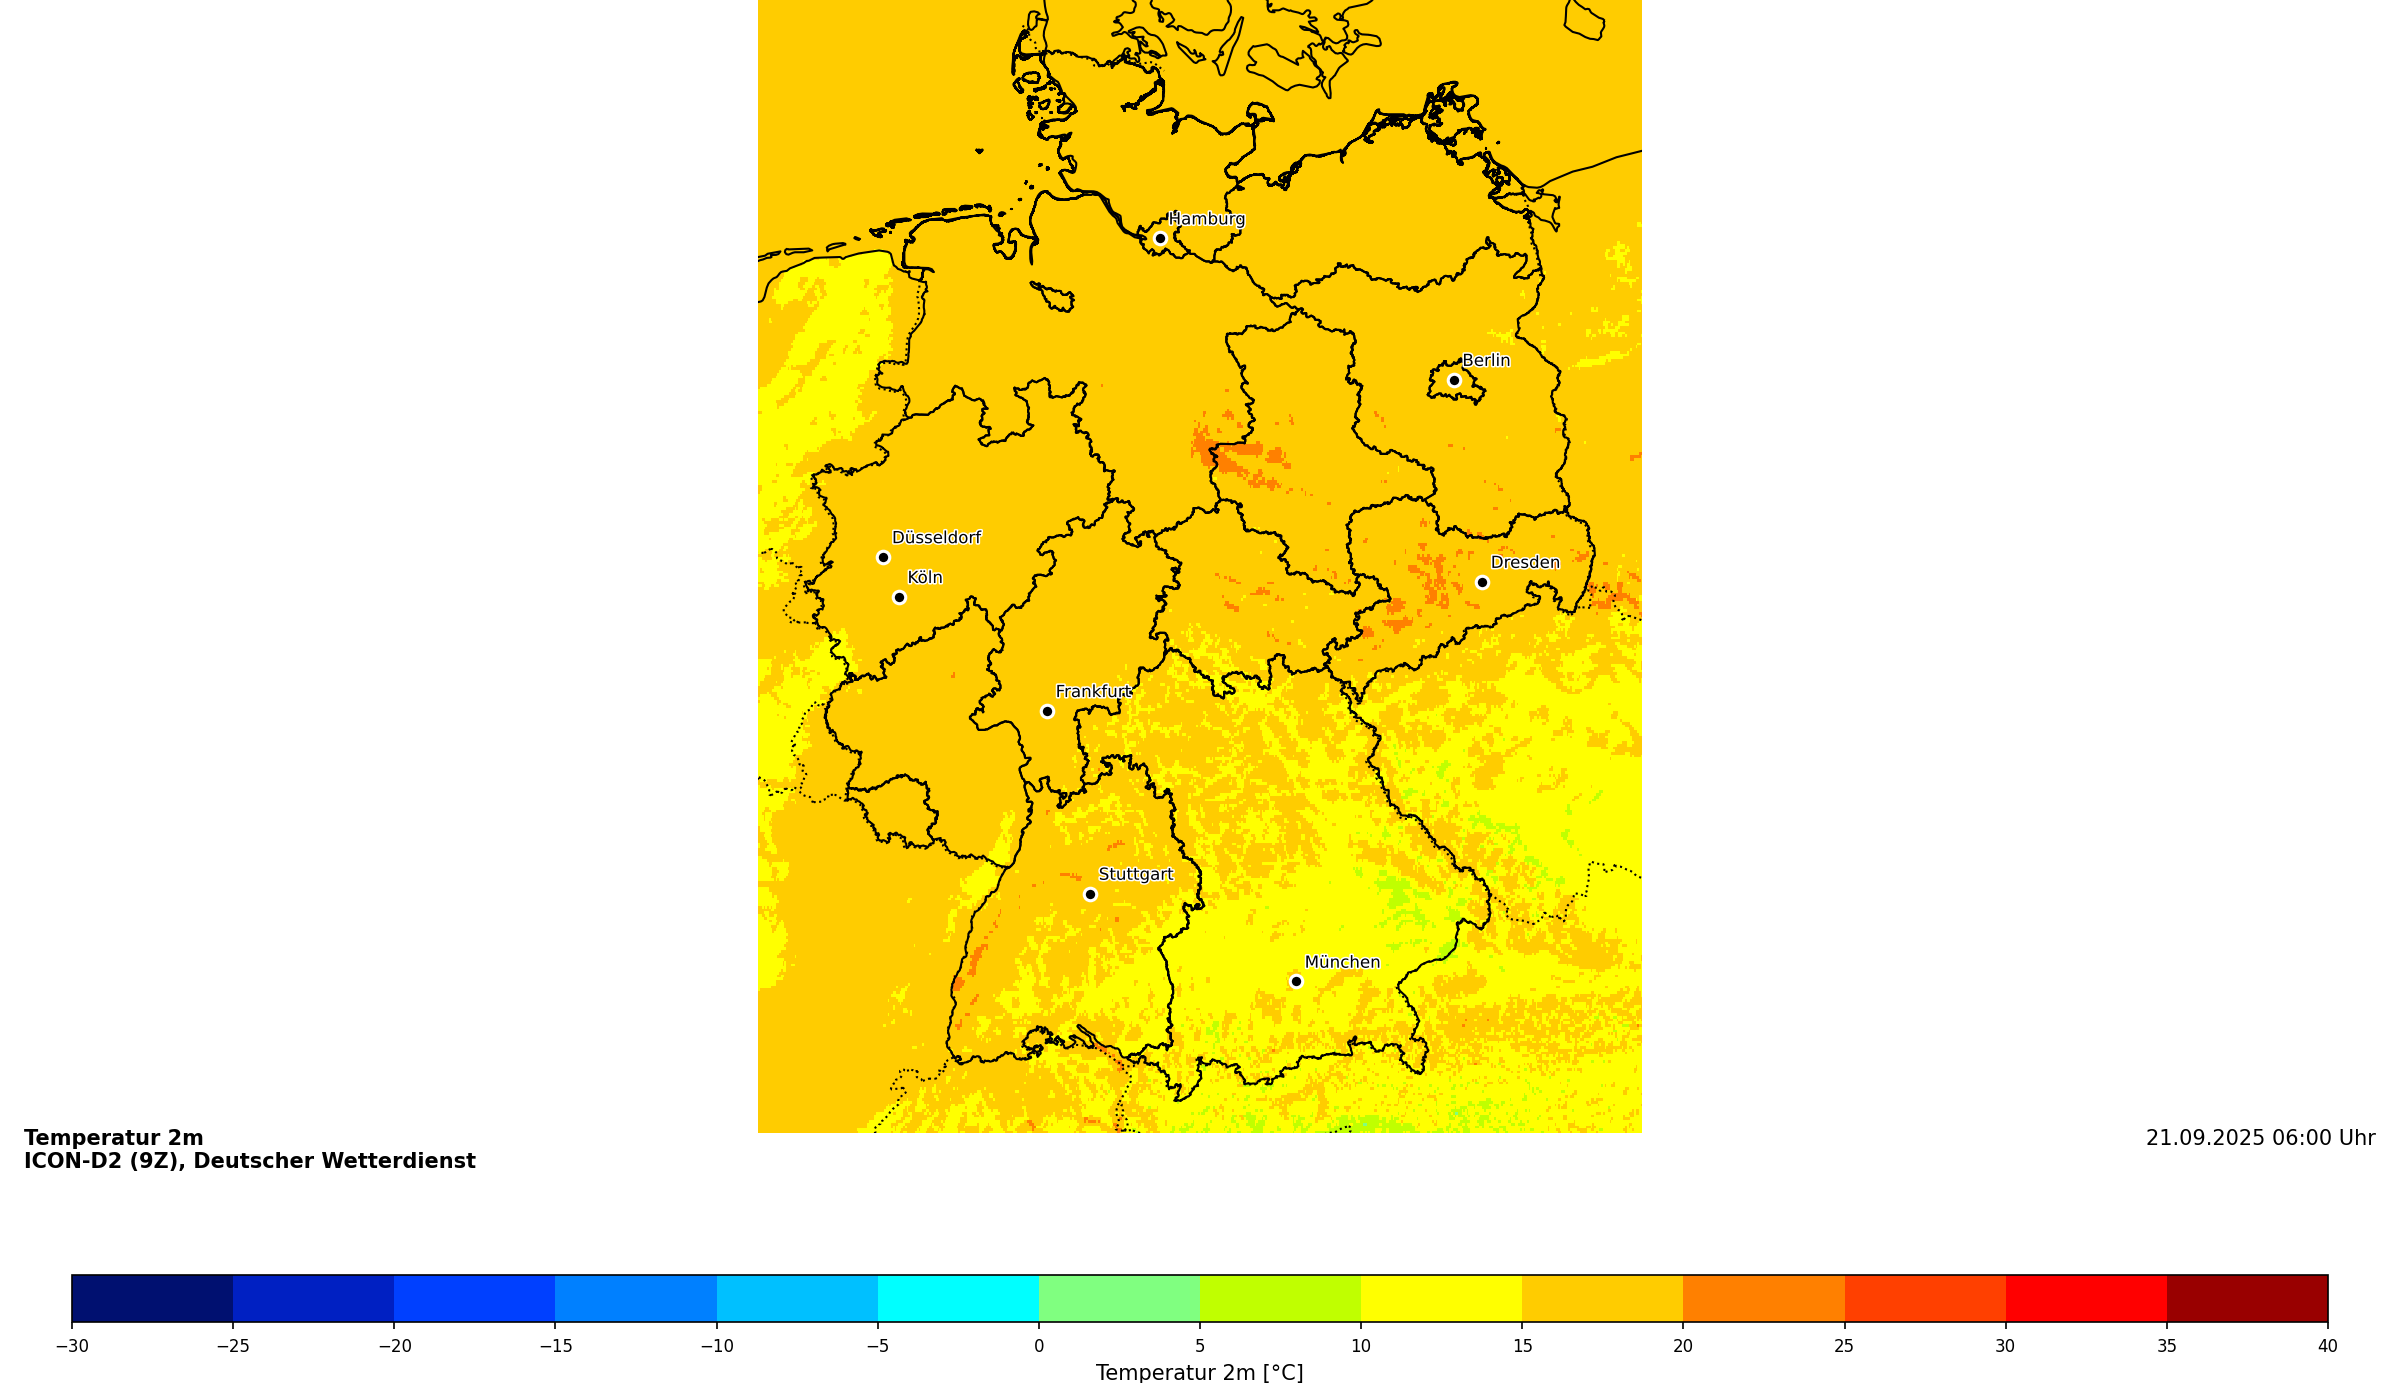 Hamburg
Berlin
Düsseldorf
Dresden
Köln
Frankfurt
Stuttgart
München
Temperatur 2m
21.09.2025 06:00 Uhr
ICON-D2 (9Z), Deutscher Wetterdienst
−30 −25 −20 −15 −10 −5 0 5 10 15 20 25 30 35 40
Temperatur 2m [°C]